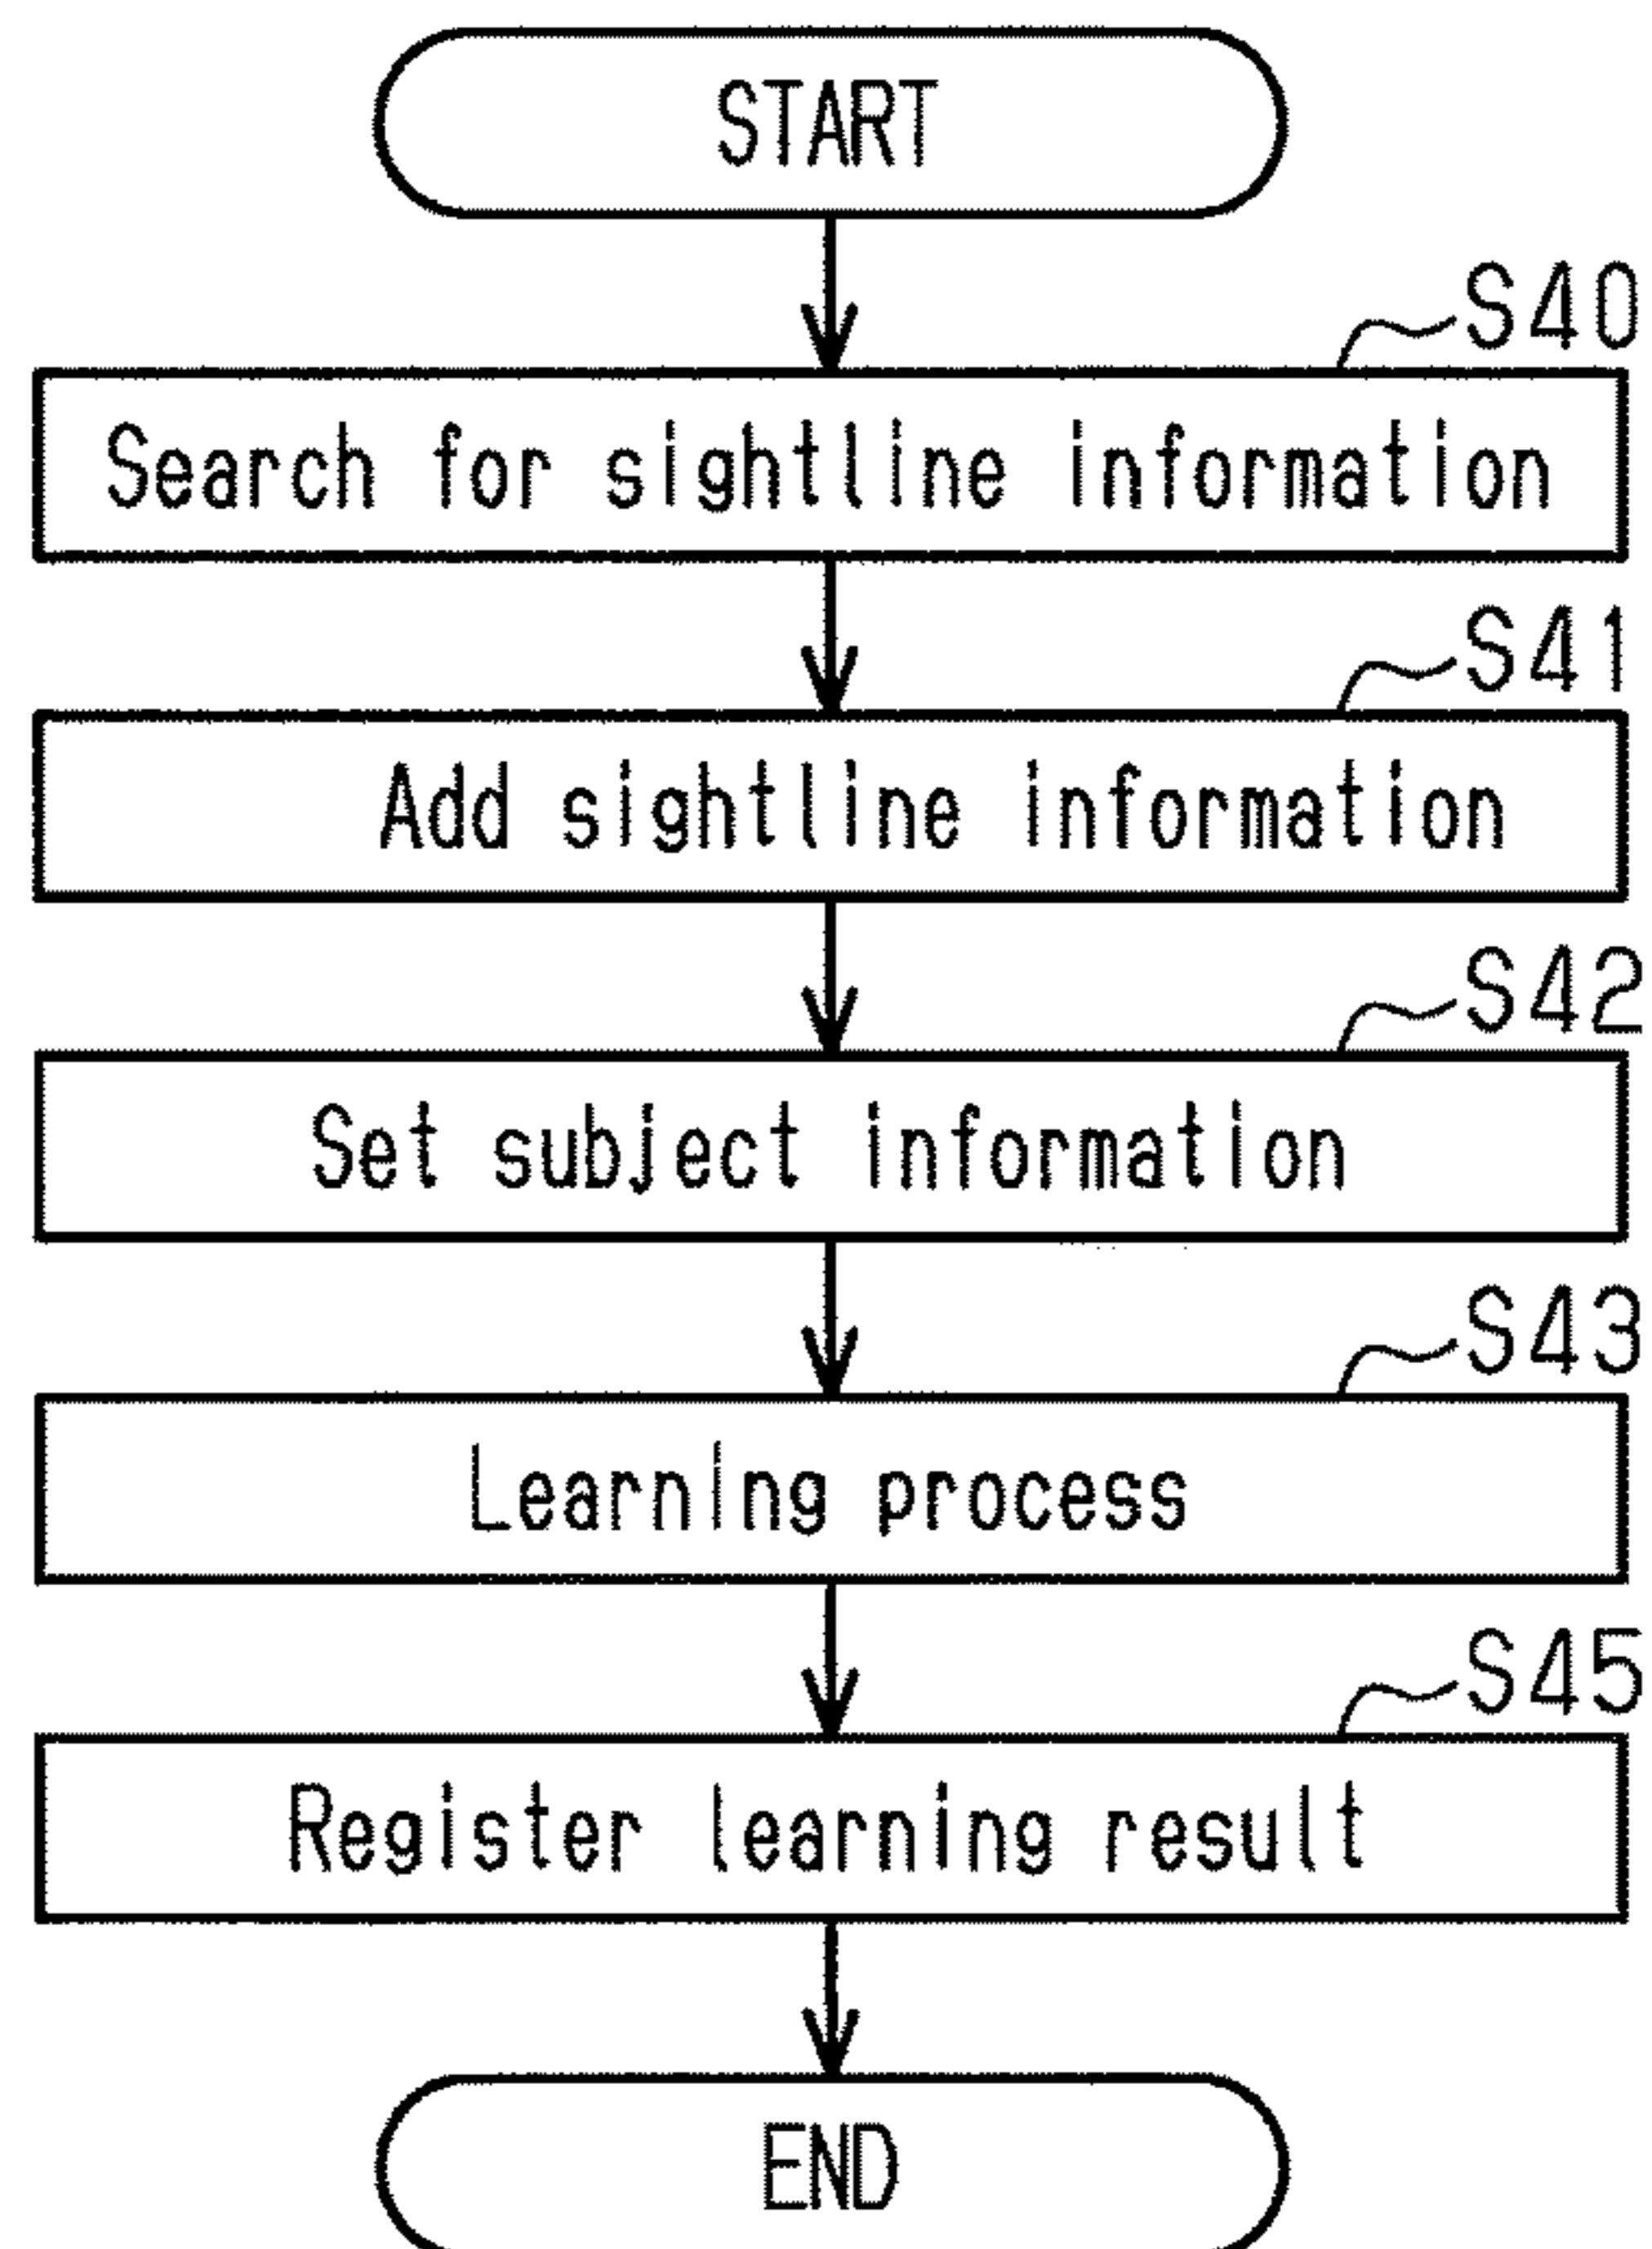 START
S40
Search for sightline information
S41
Add sightline information
S42
Set subject information
S43
Learning process
S45
Register learning result
END